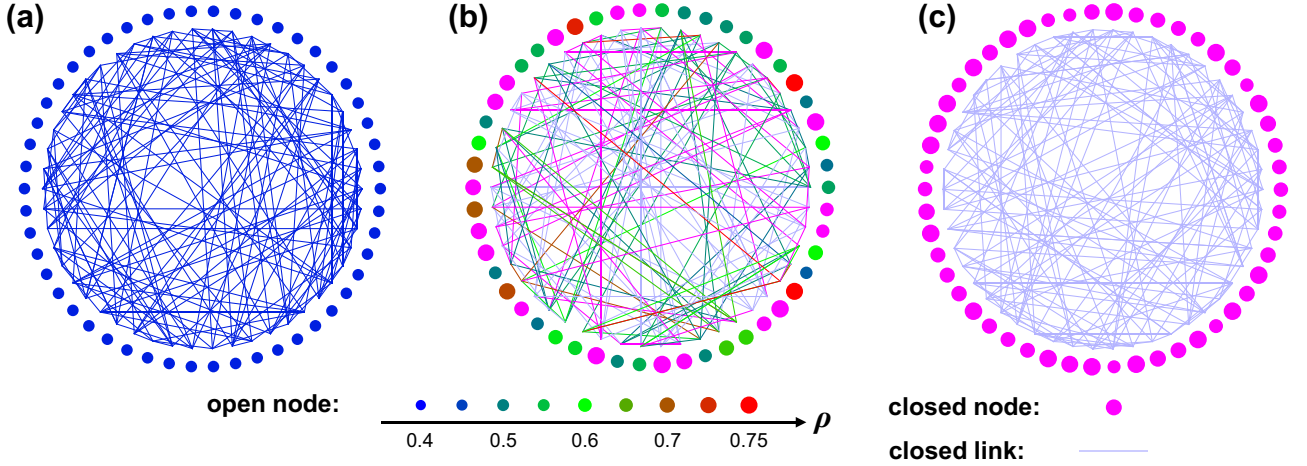 (a)
(b)
(c)
open node:
ρ
0.4
0.5
0.6
0.7
0.75
closed node:
closed link: